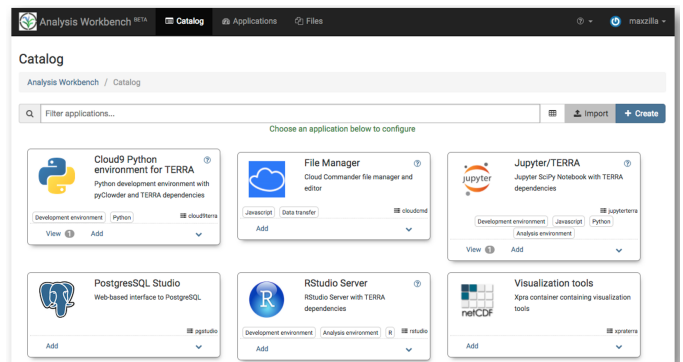 Analysis Workbench BETA Catalog Applications Files maxzilla
Catalog
Analysis Workbench / Catalog
Filter applications... Import + Create
Choose an application below to configure
Cloud9 Python
environment for TERRA
Python development environment with
pyClowder and TERRA dependencies
Development environment Python cloud9terra
View 1 Add
File Manager
Cloud Commander file manager and
editor
Javascript Data transfer cloudcmd
Add
jupyter
Jupyter/TERRA
Jupyter SciPy Notebook with TERRA
dependencies
jupyterterra
Development environment Javascript Python
Analysis environment
View 1 Add
PostgresSQL Studio
Web-based interface to PostgreSQL
pgstudio
Add
R
RStudio Server
RStudio Server with TERRA
dependencies
Development environment Analysis environment R rstudio
Add
netCDF
Visualization tools
Xpra container containing visualization
tools
xpraterra
Add